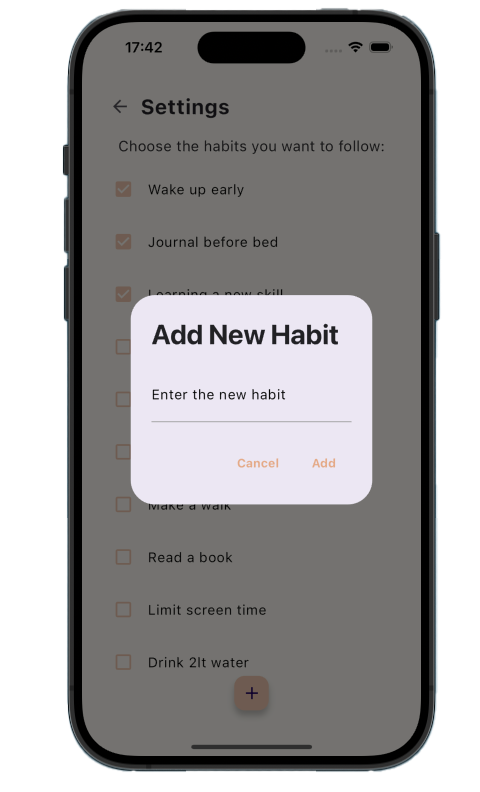 17:42
Settings
Choose the habits you want to follow:
Wake up early
Journal before bed
Learning a new skill
Add New Habit
Enter the new habit
Cancel Add
Make a walk
Read a book
Limit screen time
Drink 2lt water
+